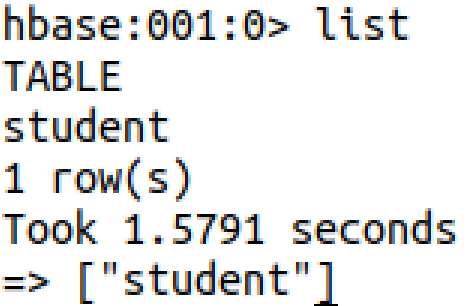 hbase:001:0> list
TABLE
student
1 row(s)
Took 1.5791 seconds
=> ["student"]